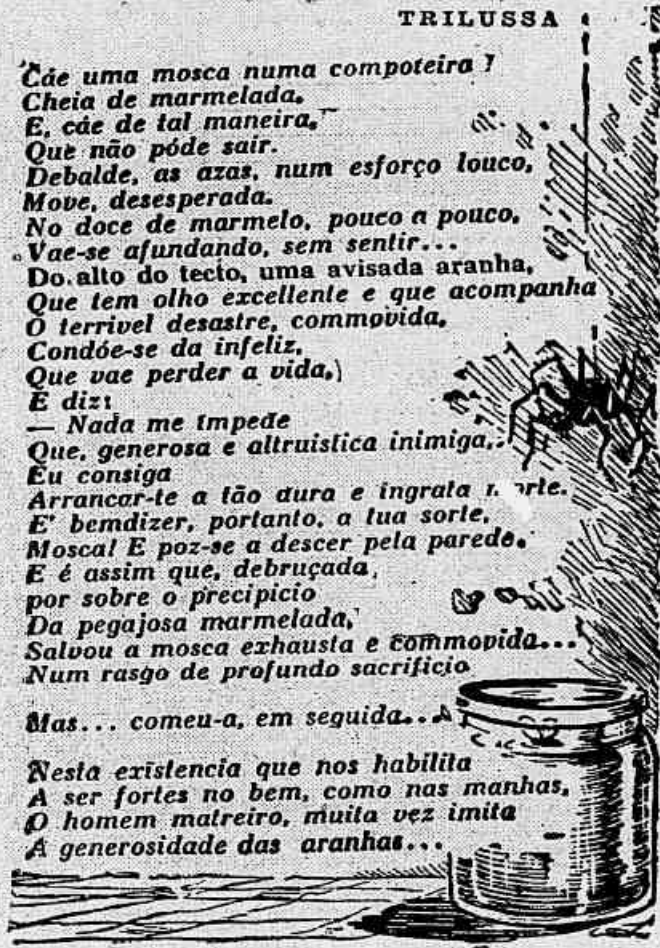 TRILUSSA
Cáe uma mosca numa compoteira
Cheia de marmelada.
E, cáe de tal maneira,
Que não póde sair.
Debalde, as azas, num esforço louco,
Move, desesperada.
No doce de marmelo, pouco a pouco,
Vae-se afundando, sem sentir...
Do alto do tecto, uma avisada aranha,
Que tem olho excellente e que acompanha
O terrivel desastre, commovida,
Condóe-se da infeliz,
Que vae perder a vida,
E diz:
— Nada me impede
Que, generosa e altruistica inimiga,
Eu consiga
Arrancar-te a tão dura e ingrata
E' bemdizer, portanto, a tua sorte,
Mosca! E poz-se a descer pela parede.
E é assim que, debruçada,
por sobre o precipicio
Da pegajosa marmelada,
Salvou a mosca exhausta e commovida...
Num rasgo de profundo sacrificio
Mas... comeu-a, em seguida...
Nesta existencia que nos habilita
A ser fortes no bem, como nas manhas,
O homem matreiro, muita vez imita
A generosidade das aranhas...